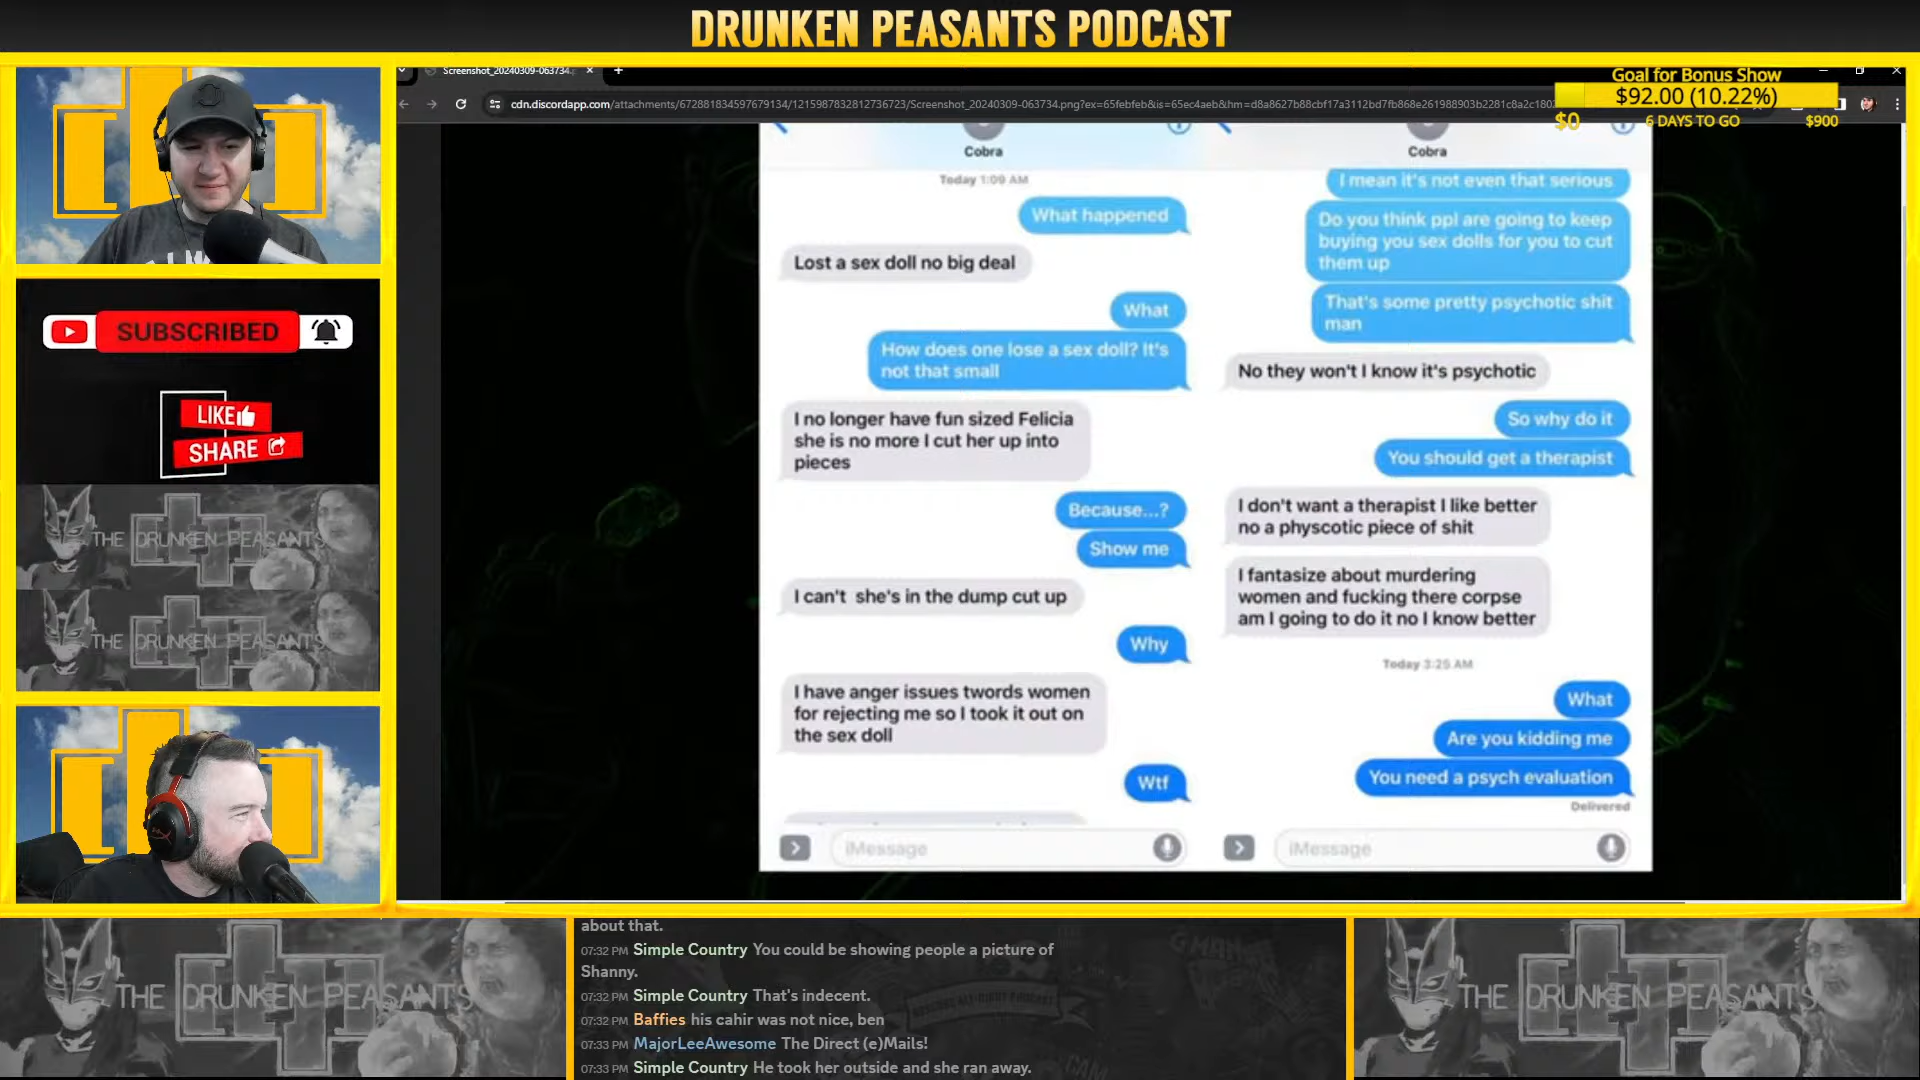 DRUNKEN PEASANTS PODCAST
Screenshot_20240309-063734.
Goal for Bonus Show
$92.00 (10.22%)
$0
6 DAYS TO GO
$900
SUBSCRIBED
LIKE
SHARE
THE DRUNKEN PEASANTS
THE DRUNKEN PEASANTS
Cobra
Today 1:09 AM
What happened
Lost a sex doll no big deal
What
How does one lose a sex doll? It's
not that small
I no longer have fun sized Felicia
she is no more I cut her up into
pieces
Because...?
Show me
I can't she's in the dump cut up
Why
I have anger issues twords women
for rejecting me so I took it out on
the sex doll
Wtf
iMessage
Cobra
I mean it's not even that serious
Do you think ppl are going to keep
buying you sex dolls for you to cut
them up
That's some pretty psychotic shit
man
No they won't I know it's psychotic
So why do it
You should get a therapist
I don't want a therapist I like better
no a physcotic piece of shit
I fantasize about murdering
women and fucking there corpse
am I going to do it no I know better
Today 3:25 AM
What
Are you kidding me
You need a psych evaluation
Delivered
iMessage
THE DRUNKEN PEASANTS
about that.
07:32 PM Simple Country You could be showing people a picture of
Shanny.
07:32 PM Simple Country That's indecent.
07:32 PM Baffies his cahir was not nice, ben
07:33 PM MajorLeeAwesome The Direct (e)Mails!
07:33 PM Simple Country He took her outside and she ran away.
THE DRUNKEN PEASANTS